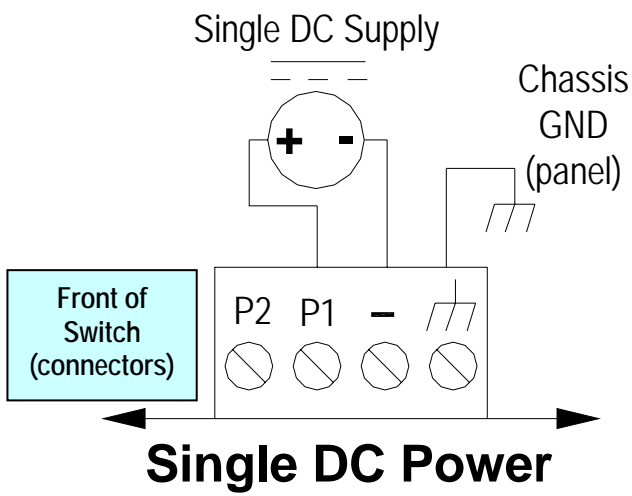 Single DC Supply
+ -
Chassis
GND
(panel)
Front of
Switch
(connectors)
P2 P1 –
Single DC Power